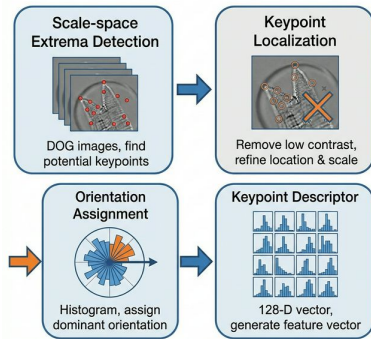 Scale-space
Extrema Detection
DOG images, find
potential keypoints
Keypoint
Localization
Remove low contrast,
refine location & scale
Orientation
Assignment
Histogram, assign
dominant orientation
Keypoint Descriptor
128-D vector,
generate feature vector